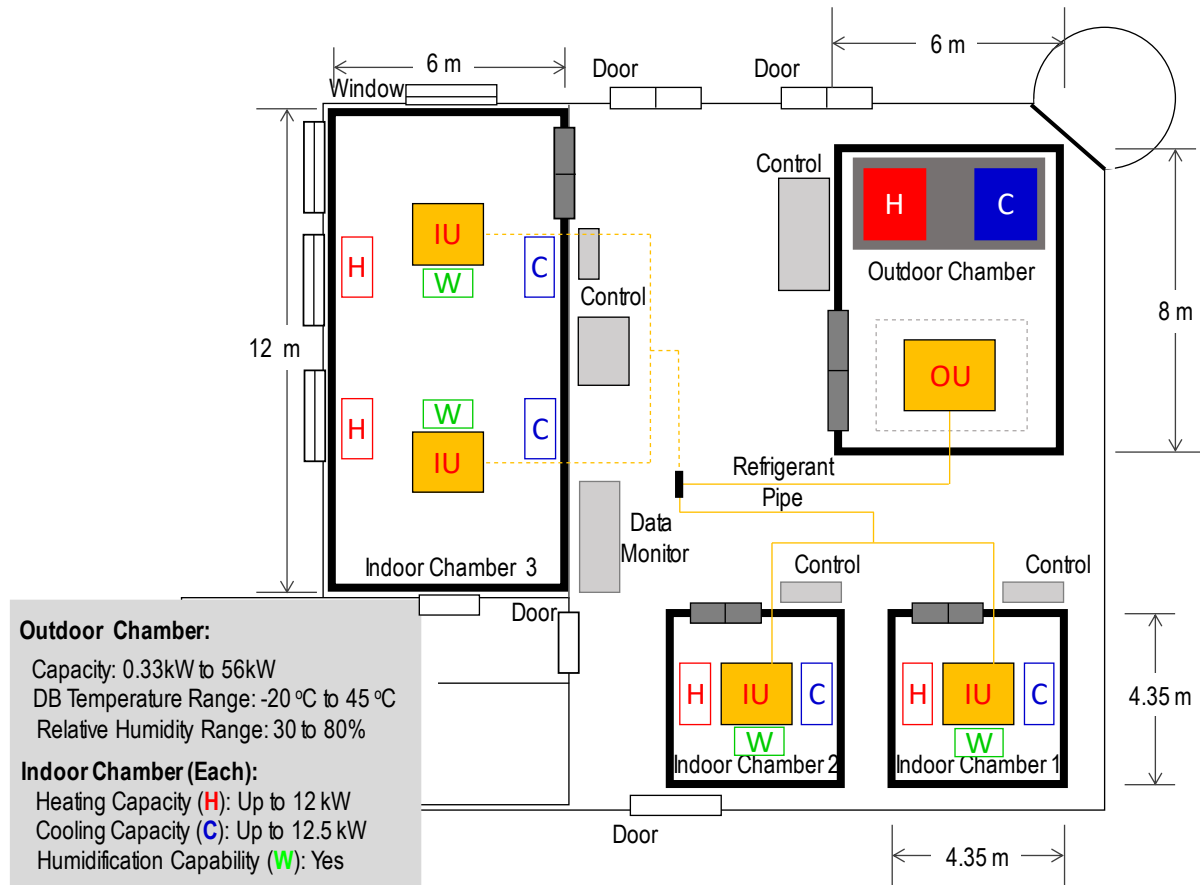 6 m
6 m
Door
Door
Window
Control
H
C
IU
Outdoor Chamber
H
W
C
Control
8 m
12 m
OU
H
W
C
IU
Refrigerant
Pipe
Data
Monitor
Indoor Chamber 3
Control
Control
Door
H
IU
C
H
IU
C
W
W
4.35 m
Indoor Chamber 2
Indoor Chamber 1
Door
4.35 m
Outdoor Chamber:
Capacity: 0.33kW to 56kW
DB Temperature Range: -20 °C to 45 °C
Relative Humidity Range: 30 to 80%
Indoor Chamber (Each):
Heating Capacity (H): Up to 12 kW
Cooling Capacity (C): Up to 12.5 kW
Humidification Capability (W): Yes